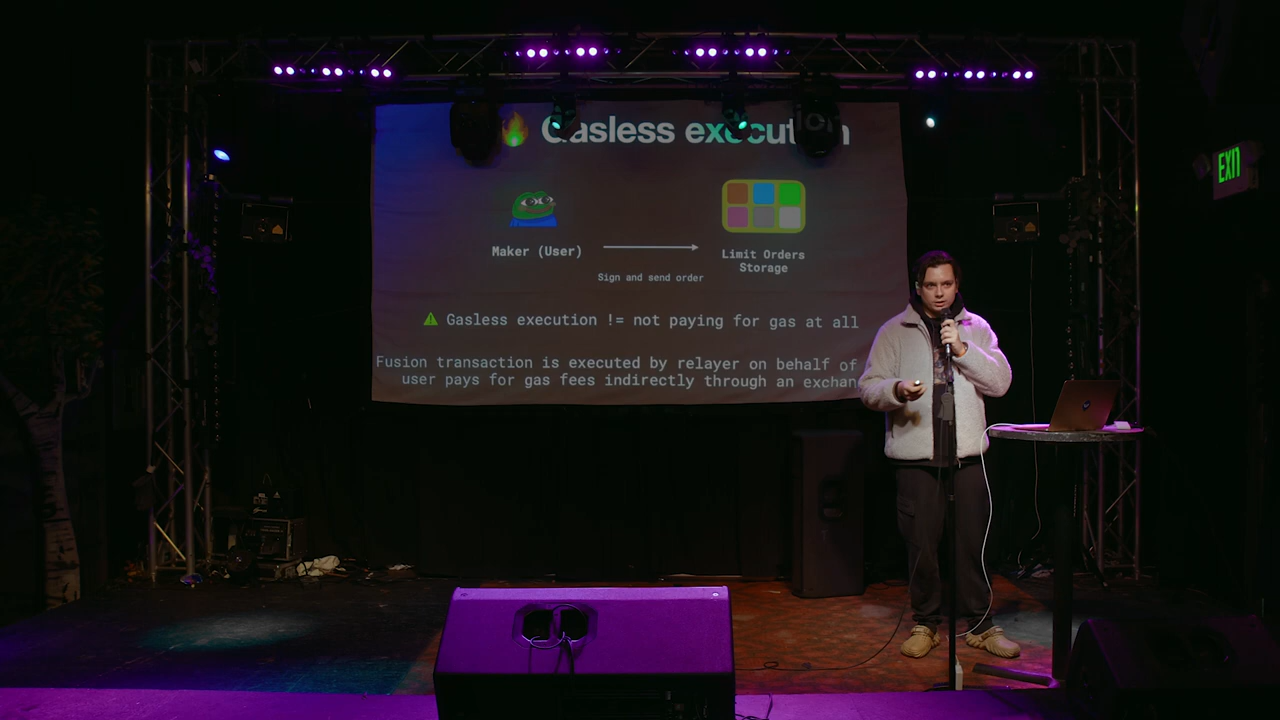 🔥 Gasless execution
Maker (User)
Sign and send order
Limit Orders
Storage
⚠ Gasless execution != not paying for gas at all
Fusion transaction is executed by relayer on behalf of
user pays for gas fees indirectly through an
EXIT